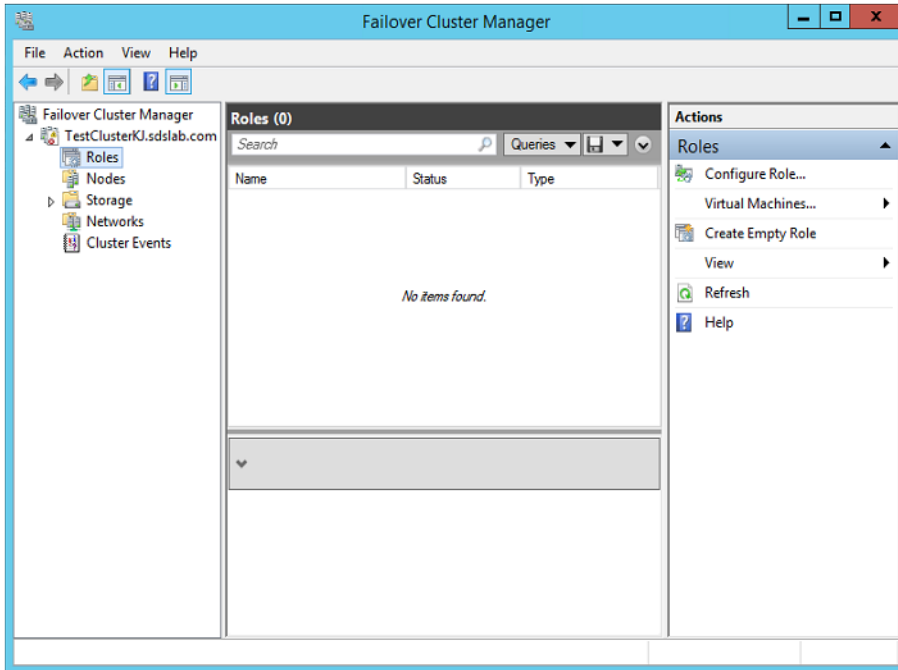 Failover Cluster Manager
File Action View Help
Failover Cluster Manager
TestClusterKJ.sdslab.com
Roles
Nodes
Storage
Networks
Cluster Events
Roles (0)
Search Queries
Name Status Type
No items found.
Actions
Roles
Configure Role...
Virtual Machines...
Create Empty Role
View
Refresh
Help